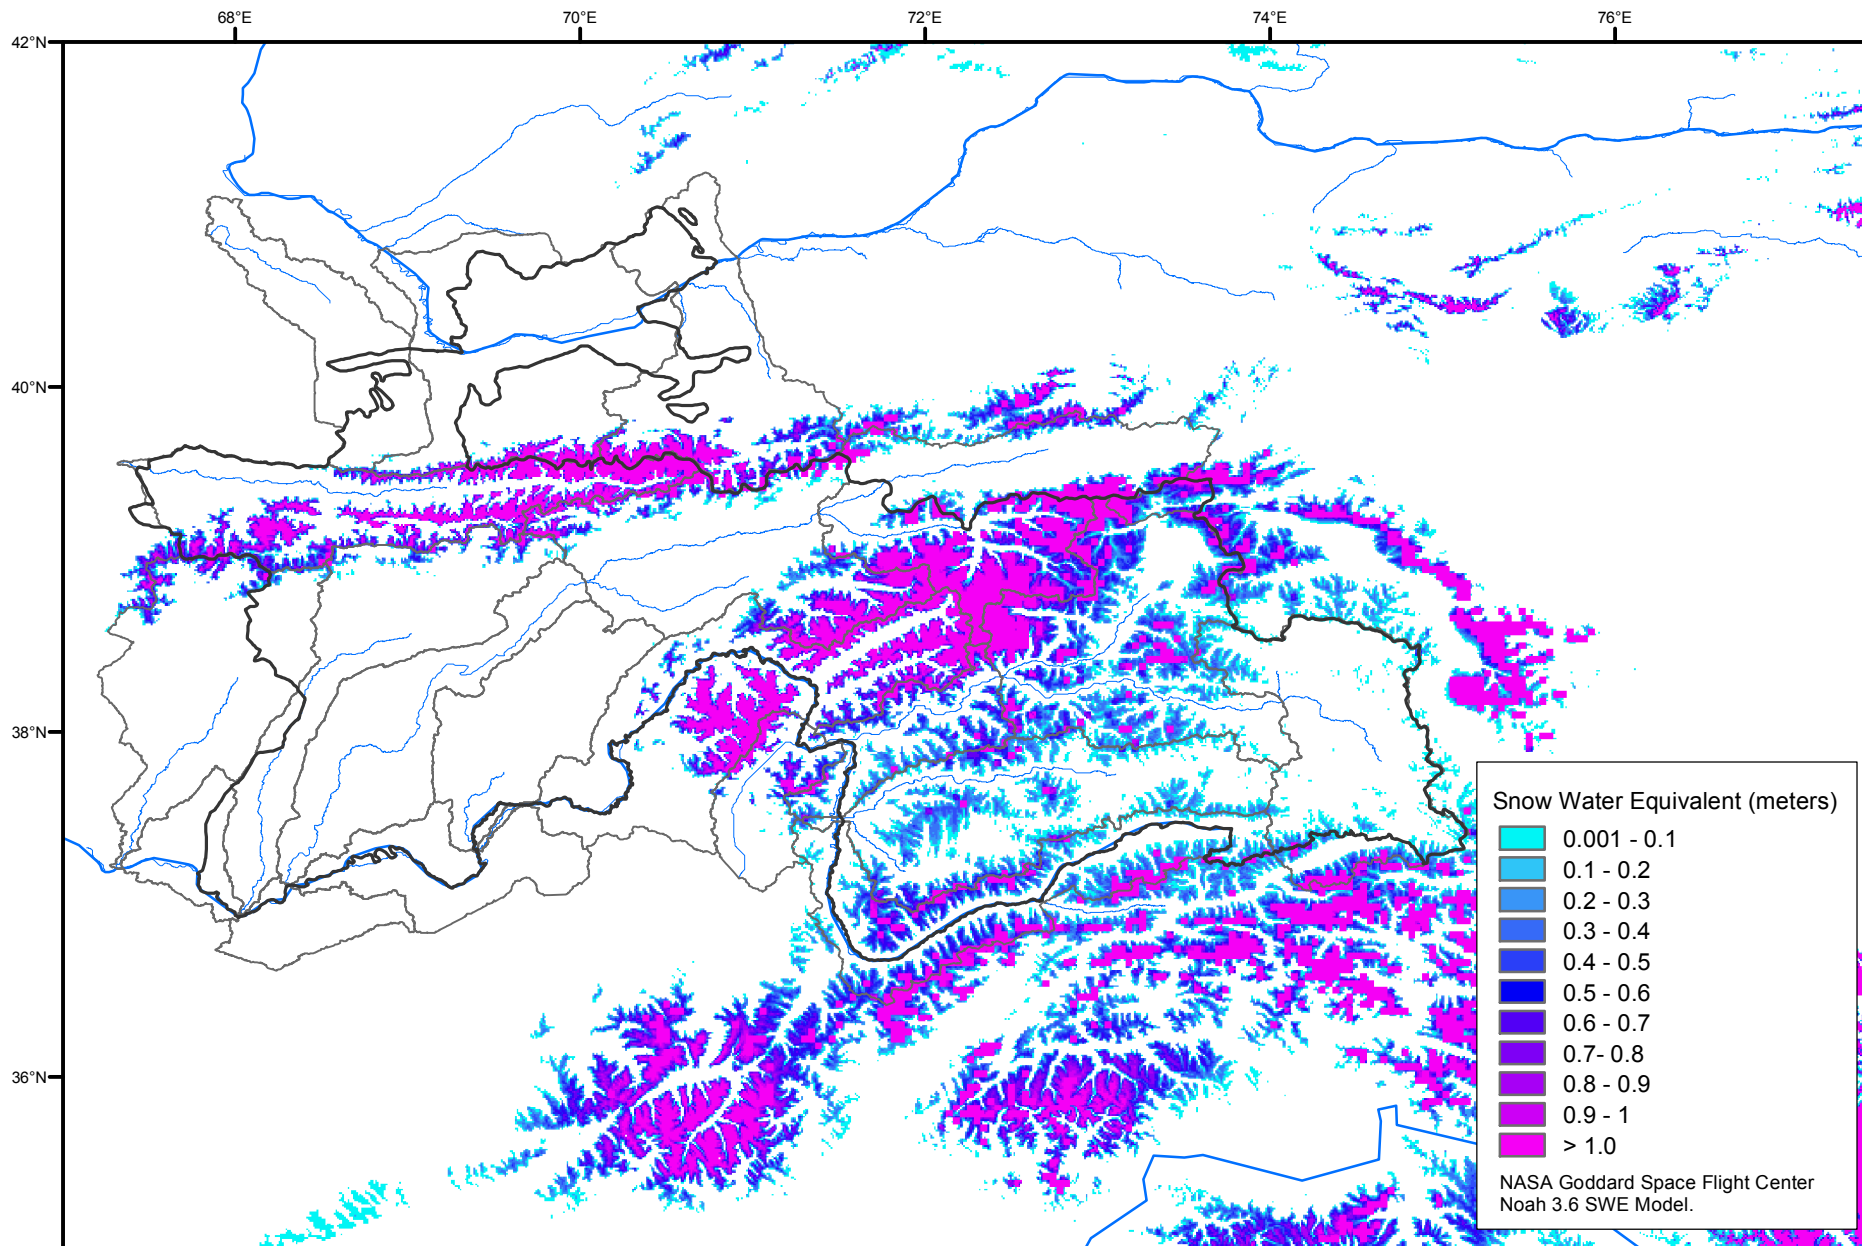 68°E
70°E
72°E
74°E
76°E
42°N
40°N
38°N
36°N
Snow Water Equivalent (meters)
0.001 - 0.1
0.1 - 0.2
0.2 - 0.3
0.3 - 0.4
0.4 - 0.5
0.5 - 0.6
0.6 - 0.7
0.7- 0.8
0.8 - 0.9
0.9 - 1
> 1.0
NASA Goddard Space Flight Center
Noah 3.6 SWE Model.